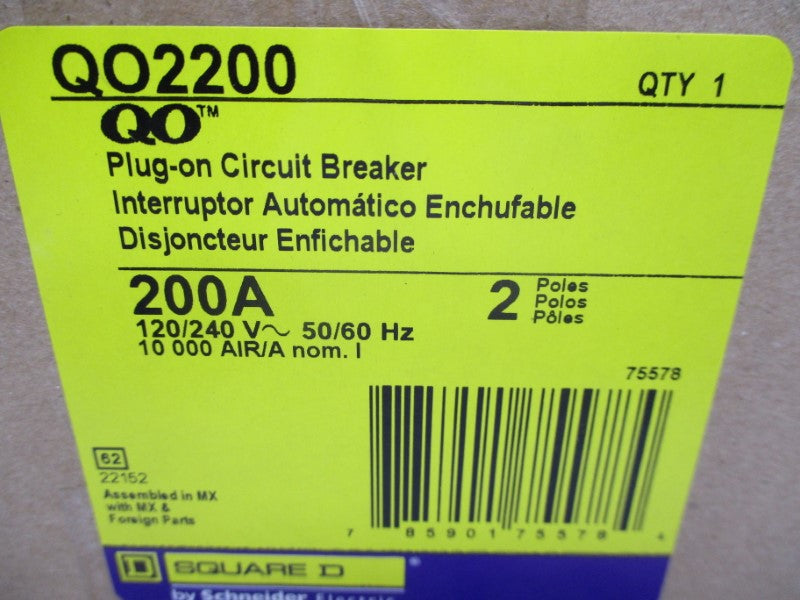 QO2200
QTY 1
QO™
Plug-on Circuit Breaker
Interruptor Automático Enchufable
Disjoncteur Enfichable
200A
120/240 V~ 50/60 Hz
10 000 AIR/A nom. I
2
Poles
Polos
Pôles
75578
7 85901 75578 4
62
22152
Assembled in MX
with MX &
Foreign Parts
D SQUARE D ®
by Schneider Electric